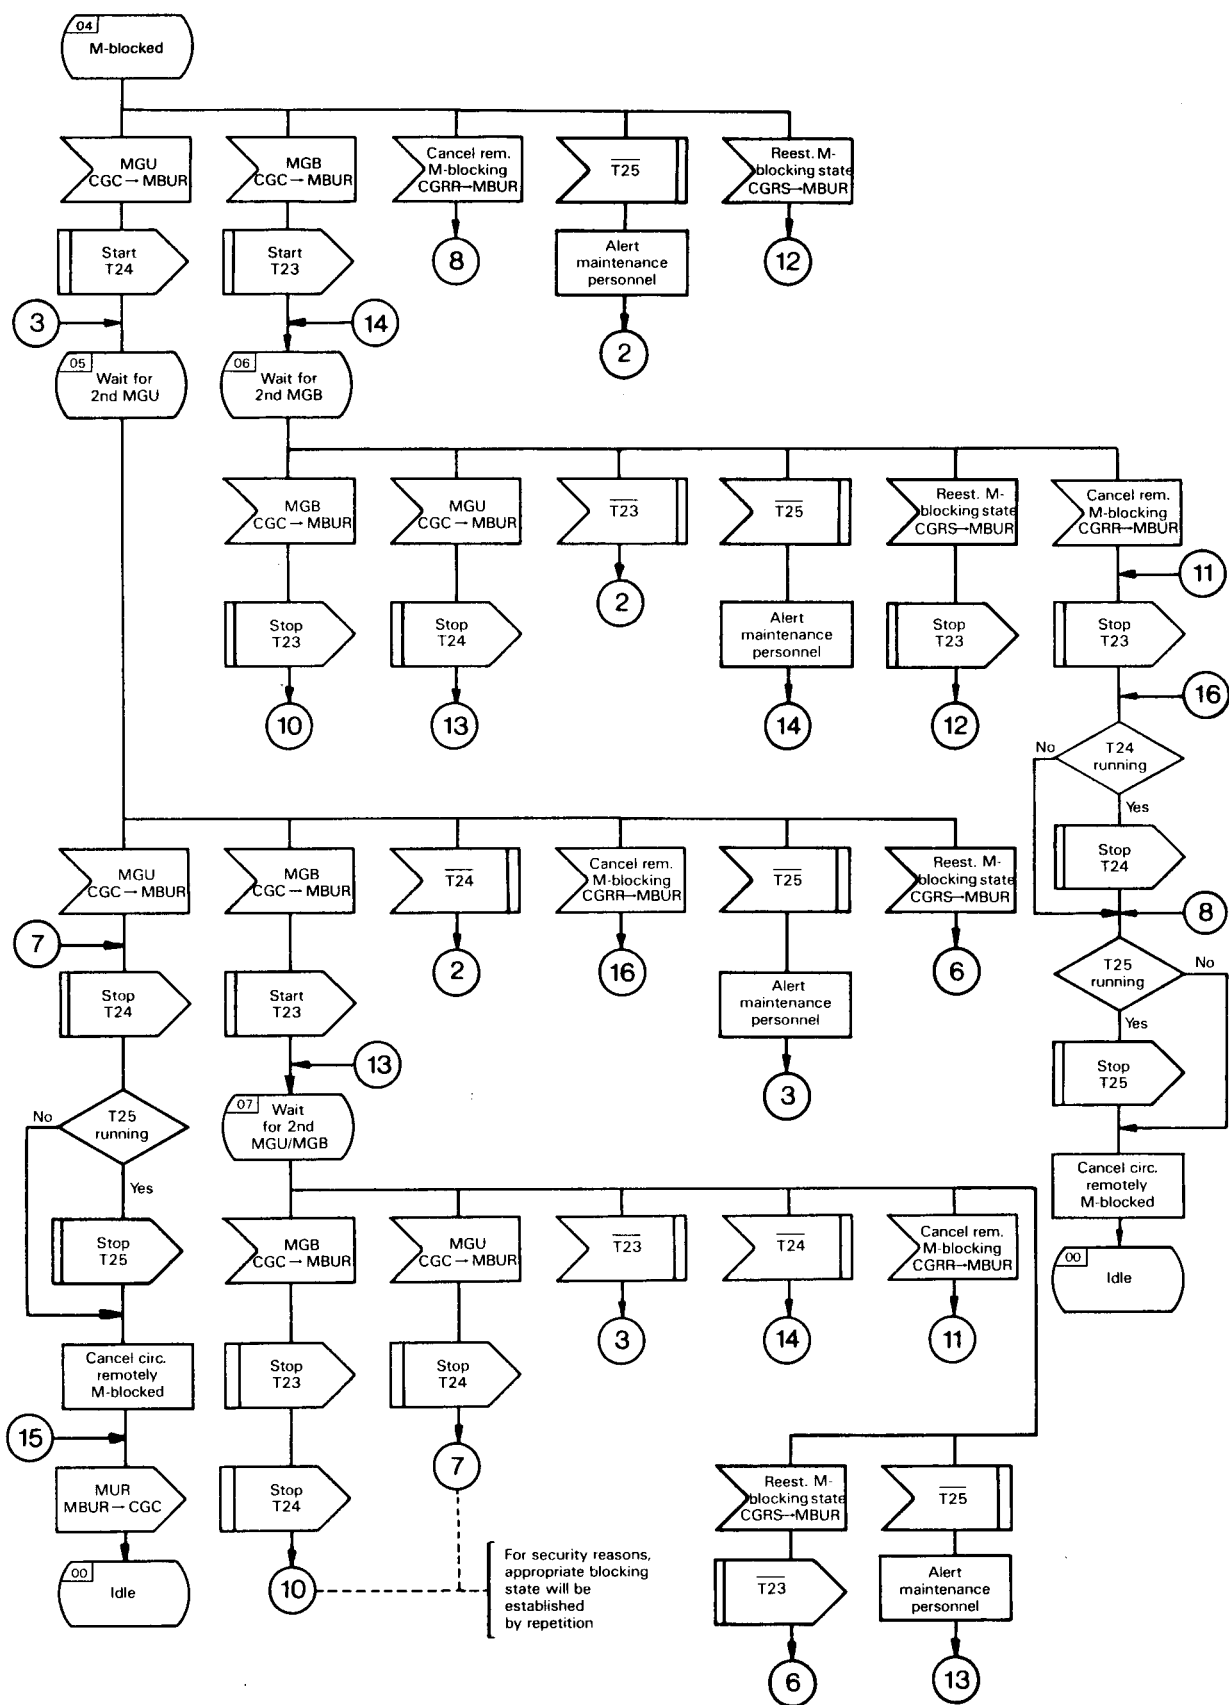 04
M-blocked
MGU
CGC → MBUR
MGB
CGC → MBUR
Cancel rem.
M-blocking
CGRR→MBUR
T25
Reest. M-
blocking state
CGRS→MBUR
Start
T24
Start
T23
8
Alert
maintenance
personnel
12
3
14
2
05
Wait for
2nd MGU
06
Wait for
2nd MGB
MGB
CGC → MBUR
MGU
CGC → MBUR
T23
T25
Reest. M-
blocking state
CGRS→MBUR
Cancel rem.
M-blocking
CGRR→MBUR
11
2
Stop
T23
Stop
T24
Alert
maintenance
personnel
Stop
T23
Stop
T23
16
10
13
14
12
No
T24
running
Yes
MGU
CGC → MBUR
MGB
CGC → MBUR
T24
Cancel rem.
M-blocking
CGRR→MBUR
T25
Reest. M-
blocking state
CGRS→MBUR
Stop
T24
8
7
2
16
6
T25
running
No
Yes
Stop
T24
Start
T23
Alert
maintenance
personnel
13
3
Stop
T25
No
T25
running
Yes
07
Wait
for 2nd
MGU/MGB
Cancel circ.
remotely
M-blocked
Stop
T25
MGB
CGC → MBUR
MGU
CGC → MBUR
T23
T24
Cancel rem.
M-blocking
CGRR→MBUR
00
Idle
3
14
11
Cancel circ.
remotely
M-blocked
Stop
T23
Stop
T24
15
7
MUR
MBUR → CGC
Stop
T24
Reest. M-
blocking state
CGRS→MBUR
T25
00
Idle
10
For security reasons,
appropriate blocking
state will be
established
by repetition
T23
Alert
maintenance
personnel
6
13